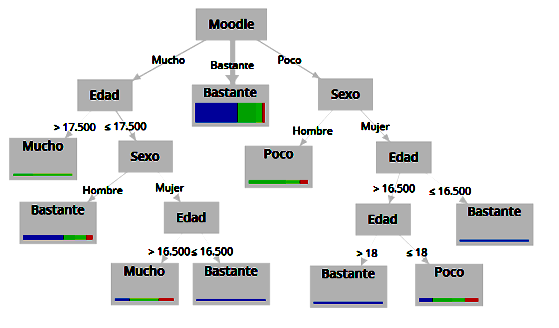 Moodle
Mucho
Bastante
Poco
Edad
Bastante
Sexo
> 17.500
≤ 17.500
Hombre
Mujer
Mucho
Sexo
Poco
Edad
Hombre
Mujer
> 16.500
≤ 16.500
Bastante
Edad
Edad
Bastante
> 16.500
≤ 16.500
> 18
≤ 18
Mucho
Bastante
Bastante
Poco